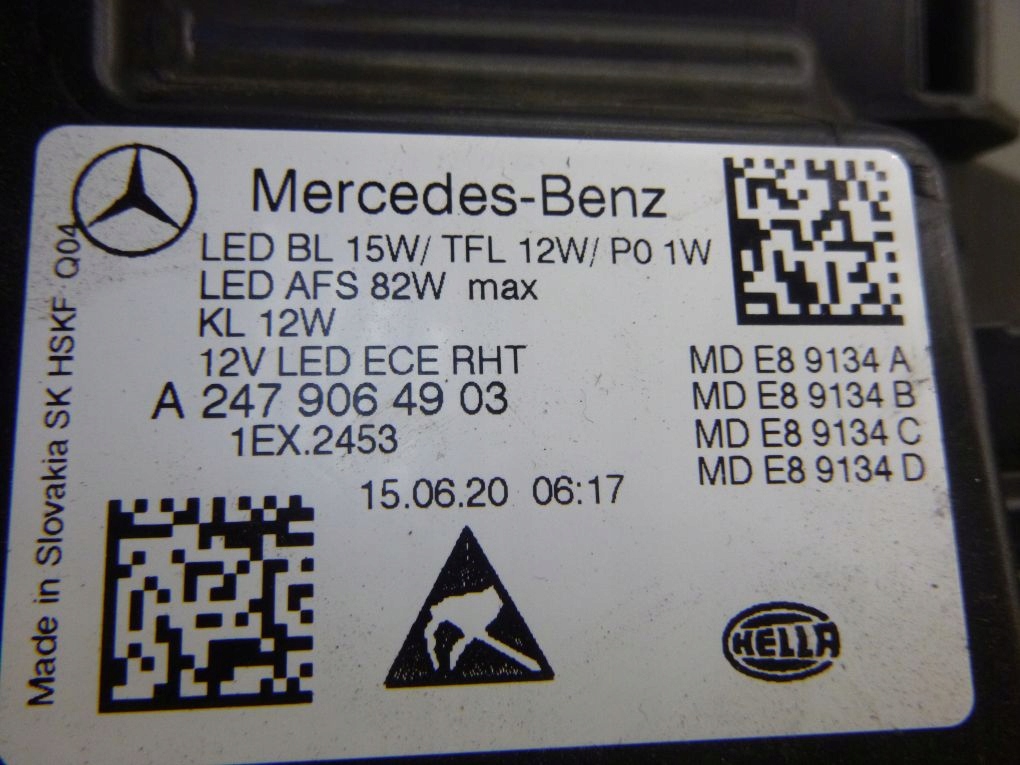 Mercedes-Benz
LED BL 15W/ TFL 12W/ P0 1W
LED AFS 82W max
KL 12W
12V LED ECE RHT
A 247 906 49 03
1EX.2453
15.06.20 06:17
MD E8 9134 A
MD E8 9134 B
MD E8 9134 C
MD E8 9134 D
Made in Slovakia SK HSKF Q04
HELLA